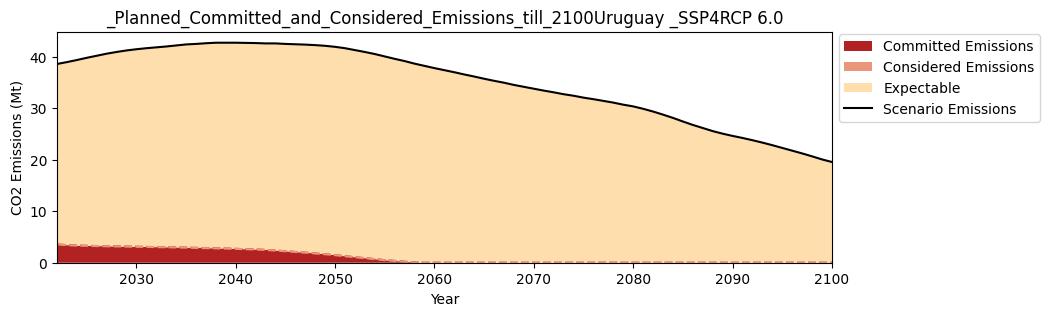 _Planned_Committed_and_Considered_Emissions_till_2100Uruguay _SSP4RCP 6.0
CO2 Emissions (Mt)
40
30
20
10
0
2030 2040 2050 2060 2070 2080 2090 2100
Year
Committed Emissions
Considered Emissions
Expectable
Scenario Emissions